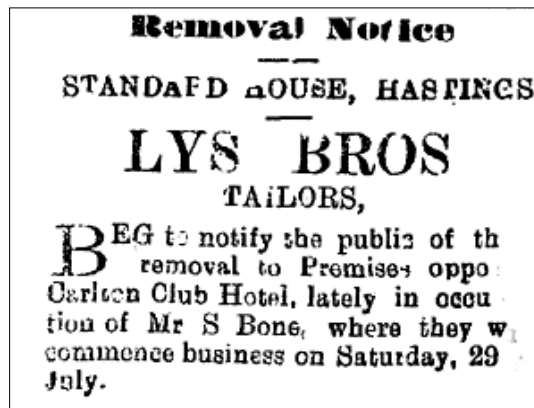 Removal Notice
STANDARD HOUSE, HASTINGS
LYS BROS
TAILORS,
BEG to notify the public of th
removal to Premises oppo
Carlton Club Hotel, lately in occu
tion of Mr S Bone, where they w
commence business on Saturday, 29
July.